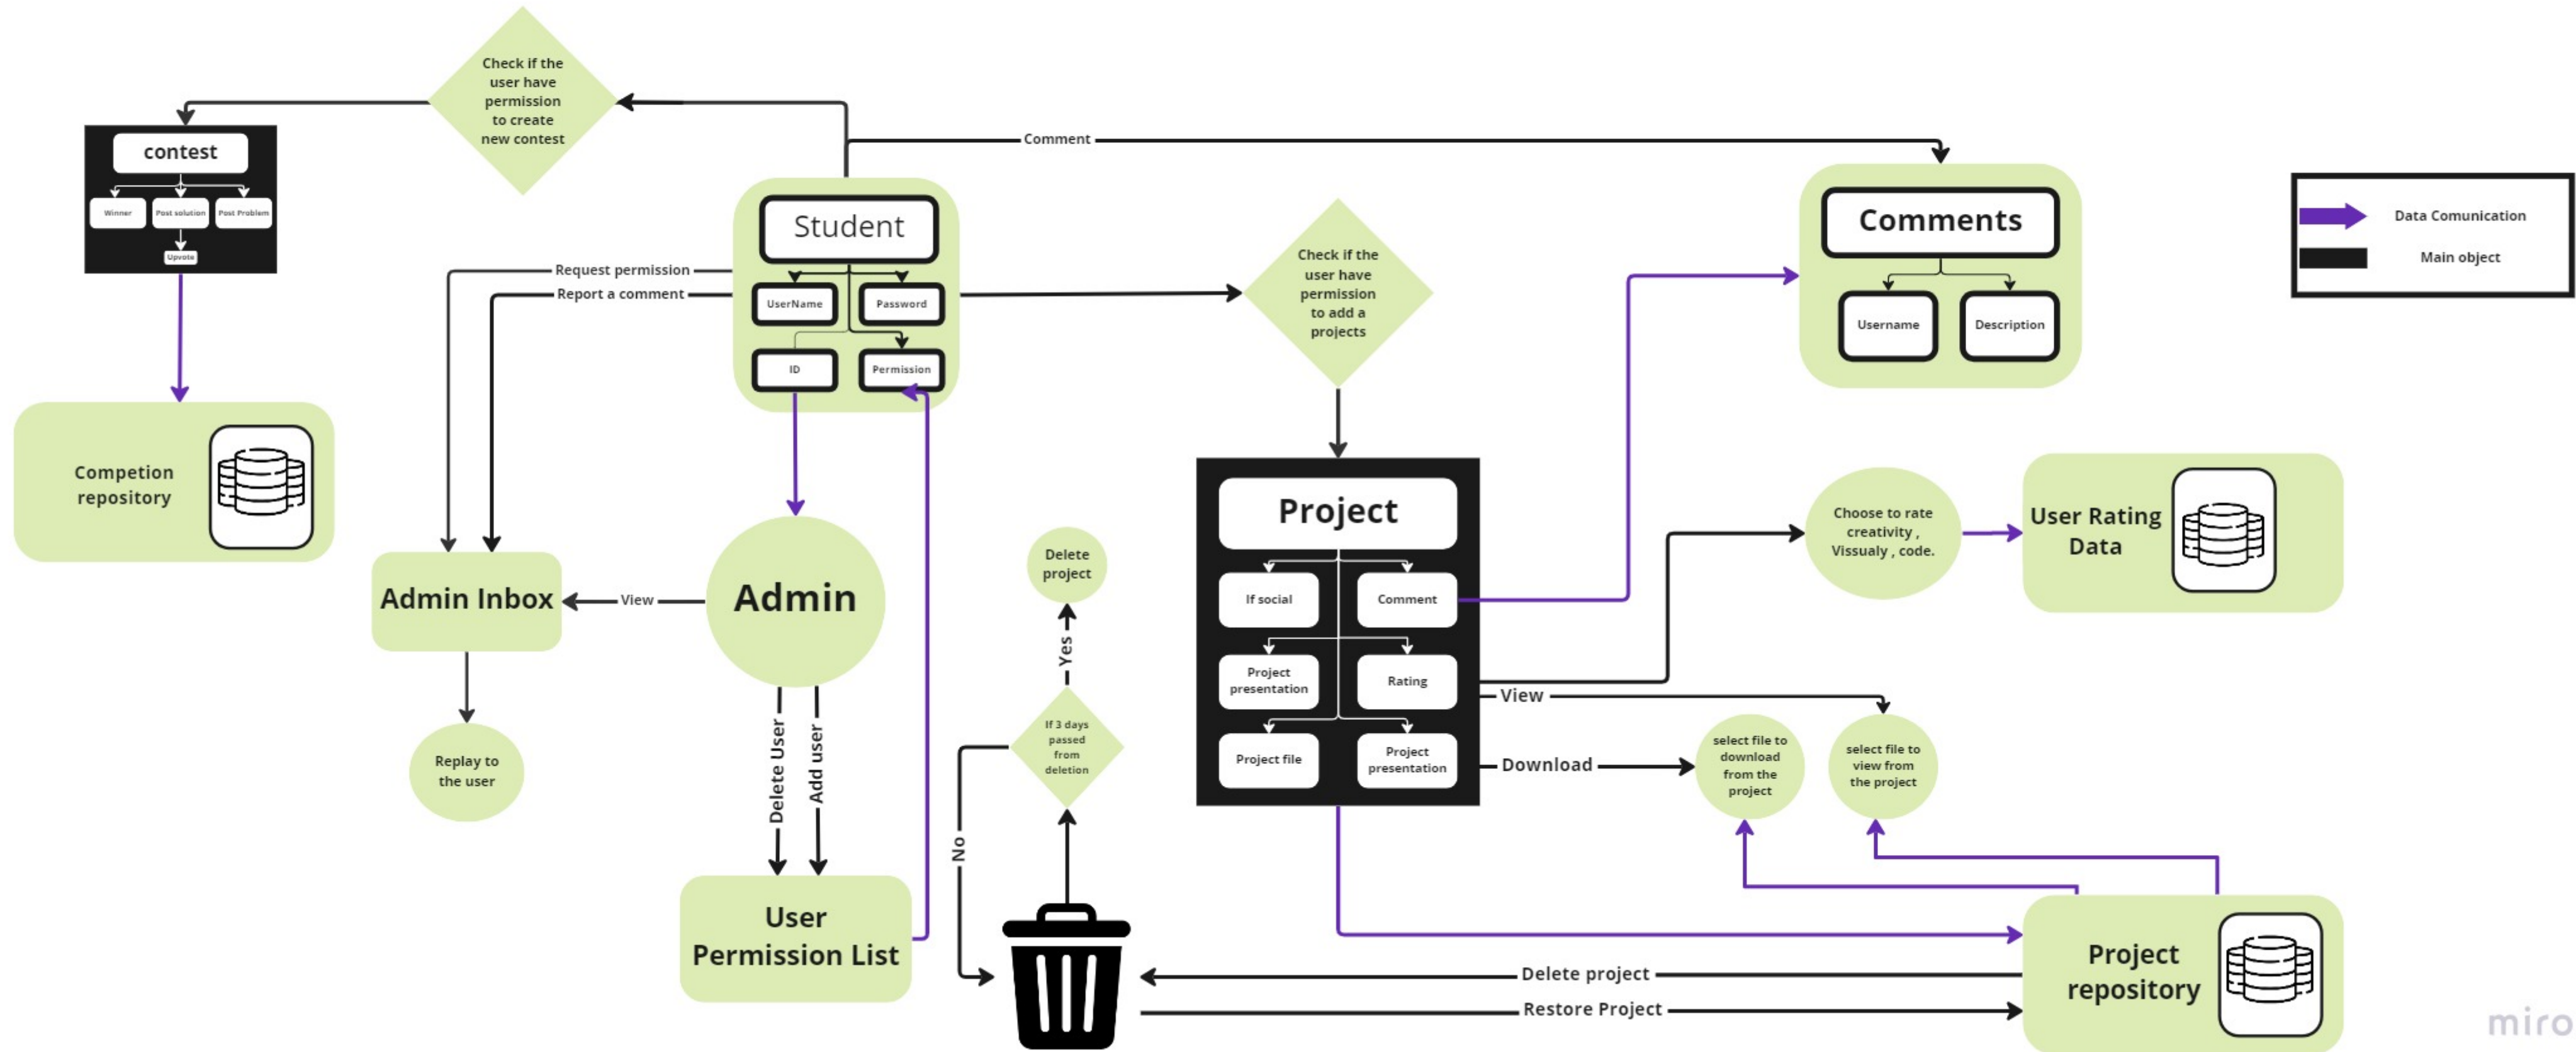 Check if the
user have
permission
to create
new contest
Comment
contest
Winner
Post solution
Post Problem
Upvote
Student
UserName
Password
ID
Permission
Request permission
Report a comment
Check if the
user have
permission
to add a
projects
Comments
Username
Description
Data Comunication
Main object
Competion
repository
Admin Inbox
View
Admin
Replay to
the user
Delete User
Add user
User
Permission List
Delete
project
Yes
If 3 days
passed
from
deletion
No
Project
If social
Comment
Project
presentation
Rating
Project file
Project
presentation
Choose to rate
creativity ,
Vissualy , code.
User Rating
Data
View
Download
select file to
download
from the
project
select file to
view from
the project
Delete project
Restore Project
Project
repository
miro